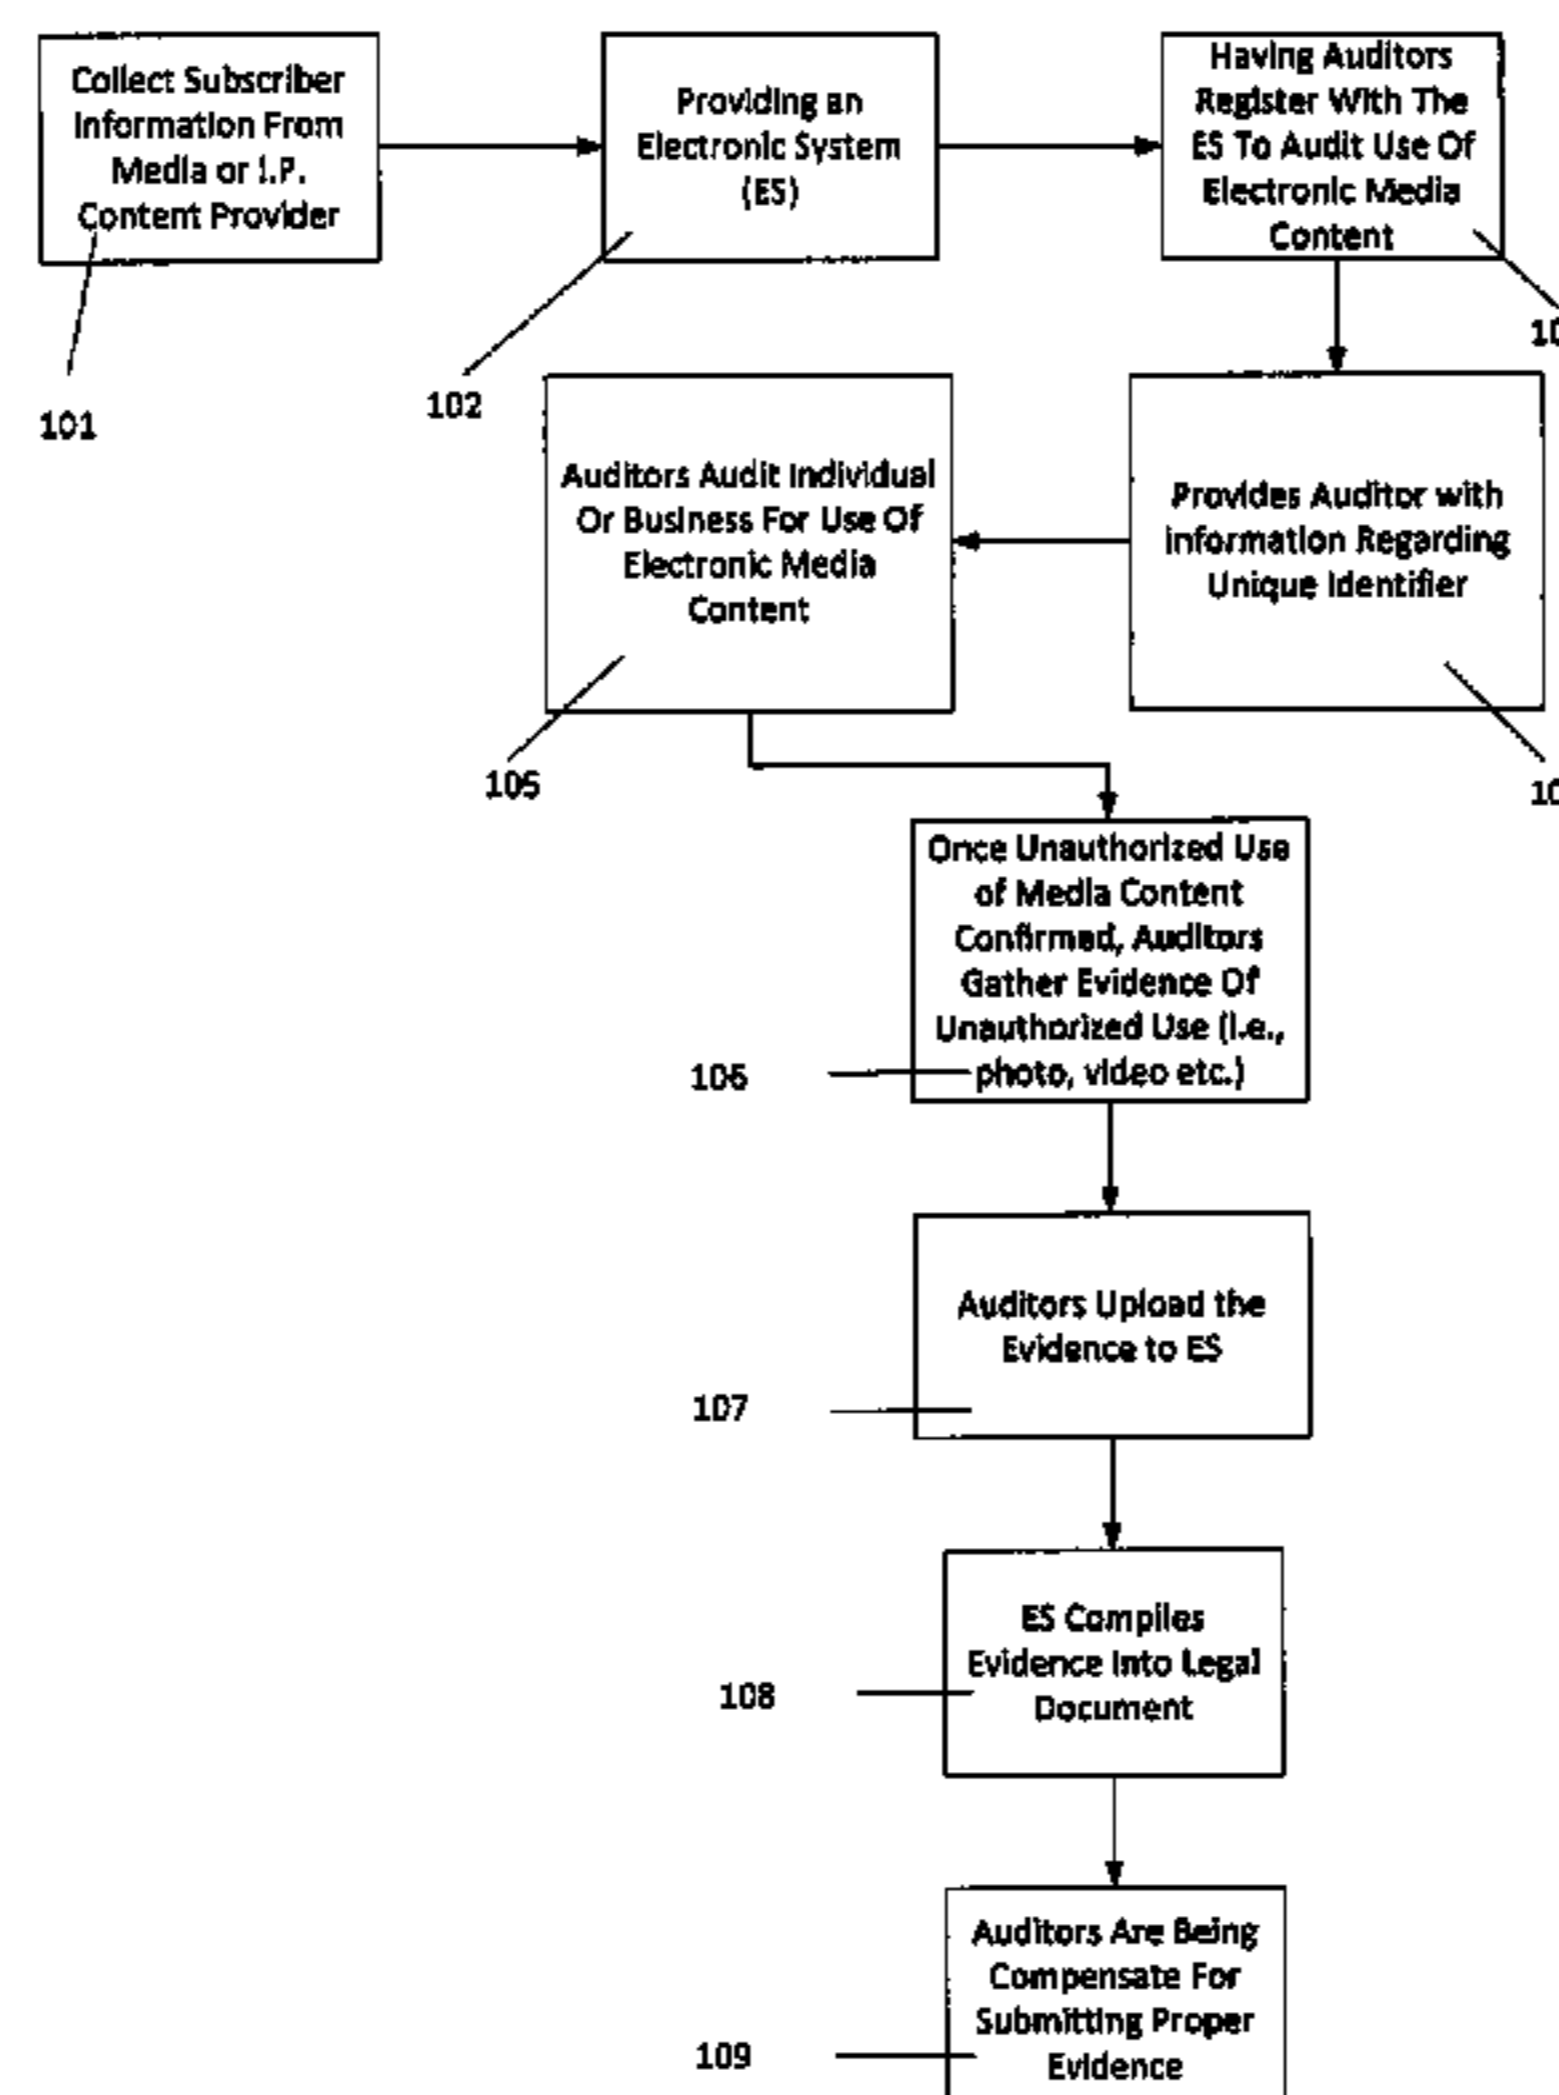 Collect Subscriber
Information From
Media or I.P.
Content Provider
101
Providing an
Electronic System
(ES)
102
Having Auditors
Register With The
ES To Audit Use Of
Electronic Media
Content
10
Provides Auditor with
Information Regarding
Unique Identifier
10
Auditors Audit Individual
Or Business For Use Of
Electronic Media
Content
105
Once Unauthorized Use
of Media Content
Confirmed, Auditors
Gather Evidence Of
Unauthorized Use (i.e.,
photo, video etc.)
106
Auditors Upload the
Evidence to ES
107
ES Compiles
Evidence Into Legal
Document
108
Auditors Are Being
Compensate For
Submitting Proper
Evidence
109